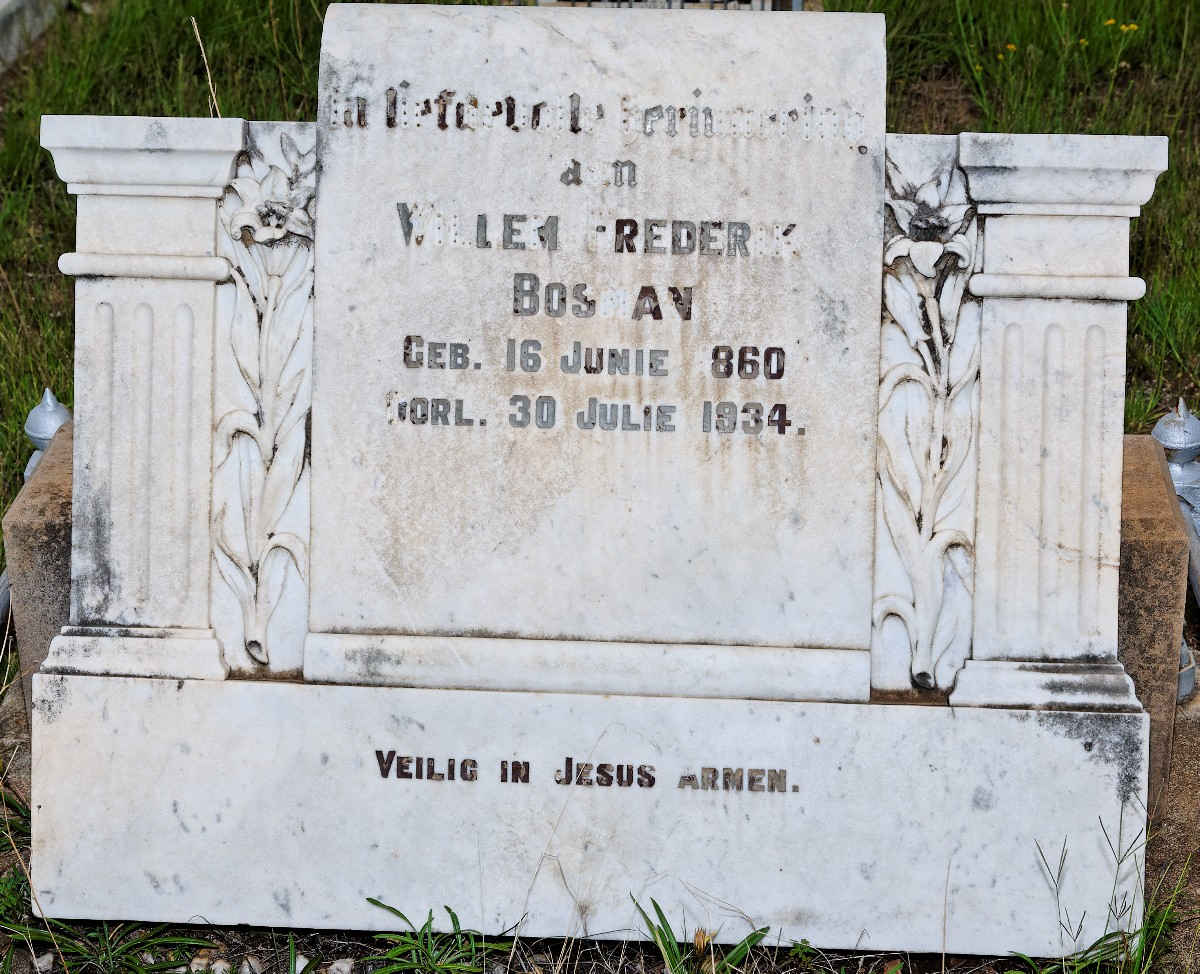 In liefdevolle herinnering
aan
WILLEM FREDERIK
BOSMAN
GEB. 16 JUNIE 1860
OORL. 30 JULIE 1934.
VEILIG IN JESUS ARMEN.